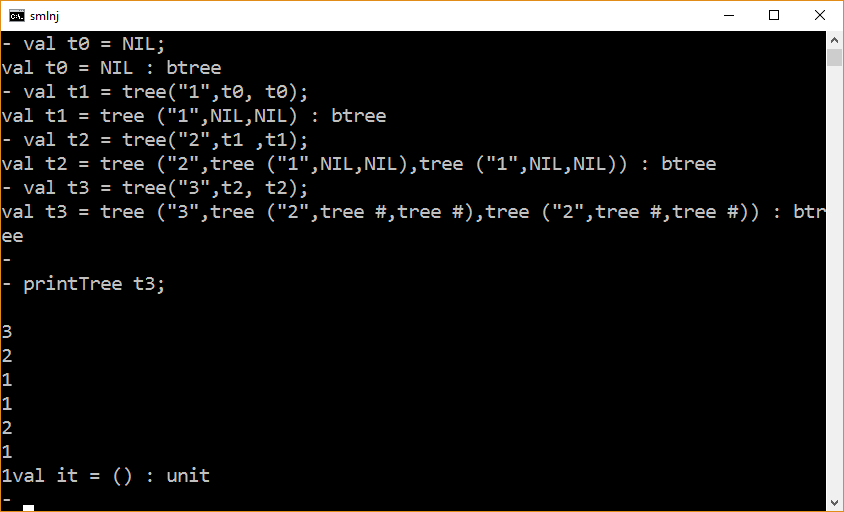 smlnj
- val t0 = NIL;
val t0 = NIL : btree
- val t1 = tree("1",t0, t0);
val t1 = tree ("1",NIL,NIL) : btree
- val t2 = tree("2",t1 ,t1);
val t2 = tree ("2",tree ("1",NIL,NIL),tree ("1",NIL,NIL)) : btree
- val t3 = tree("3",t2, t2);
val t3 = tree ("3",tree ("2",tree #,tree #),tree ("2",tree #,tree #)) : btr
ee
-
- printTree t3;
3
2
1
1
2
1
1val it = () : unit
-